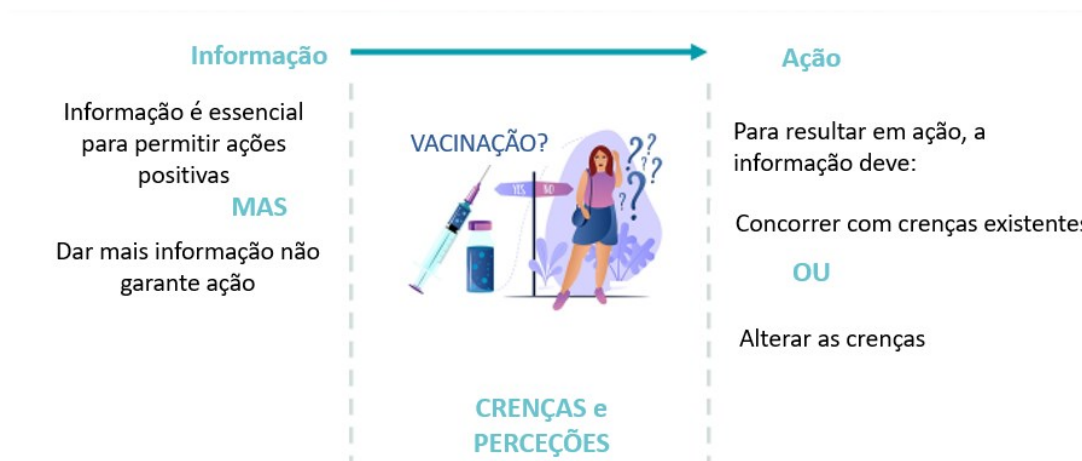 Informação
Informação é essencial
para permitir ações
positivas
MAS
Dar mais informação não
garante ação
VACINAÇÃO?
YES
NO
???
??
?
CRENÇAS e
PERCEÇÕES
Ação
Para resultar em ação, a
informação deve:
Concorrer com crenças existentes
OU
Alterar as crenças